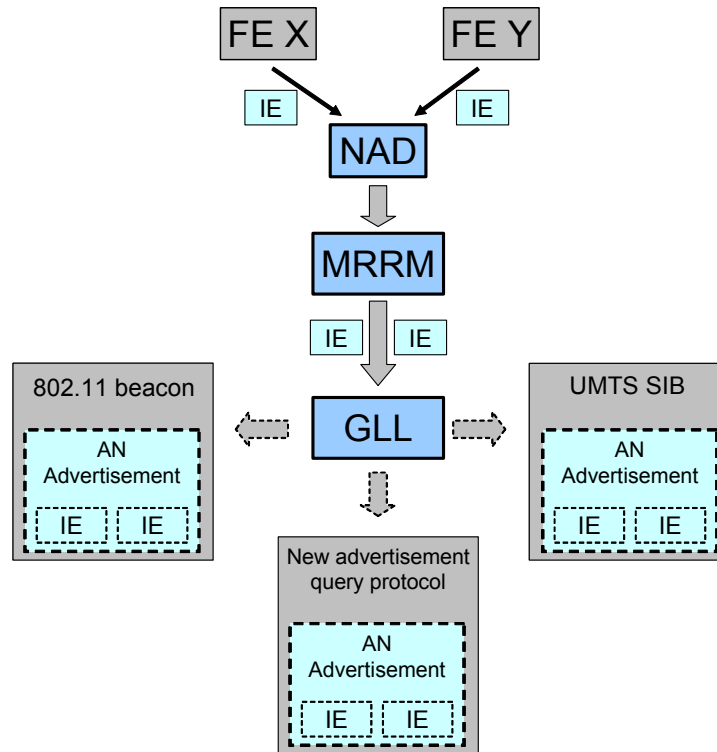 FE X
FE Y
IE
IE
NAD
MRRM
IE
IE
802.11 beacon
UMTS SIB
GLL
AN
Advertisement
IE
IE
AN
Advertisement
IE
IE
New advertisement
query protocol
AN
Advertisement
IE
IE